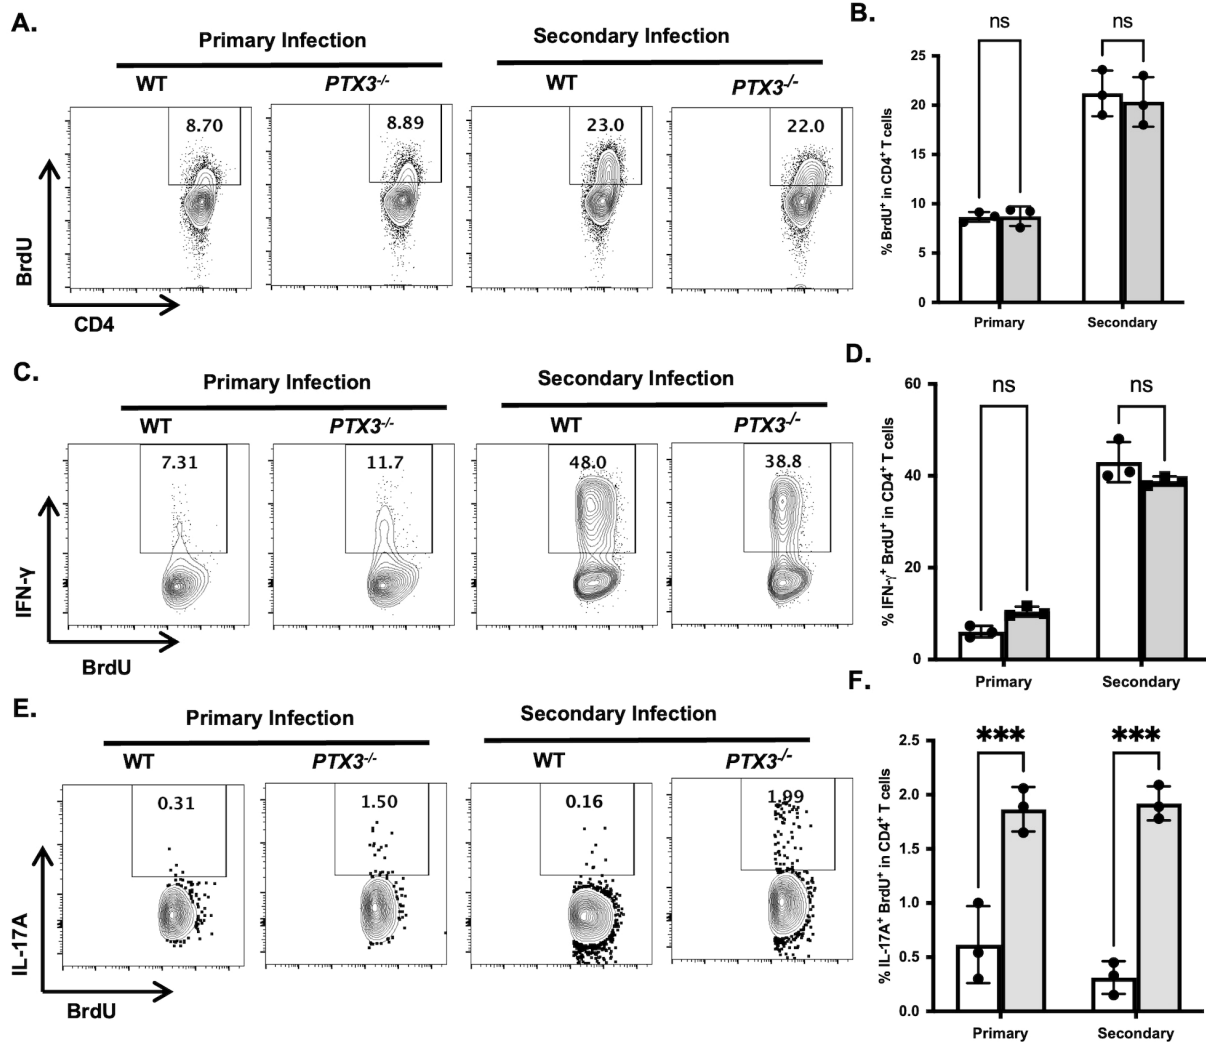 A.
Primary Infection
Secondary Infection
WT
PTX3-/-
WT
PTX3-/-
8.70
8.89
23.0
22.0
BrdU
CD4
B.
ns
ns
25
20
15
10
5
0
% BrdU+ in CD4+ T cells
Primary
Secondary
C.
Primary Infection
Secondary Infection
WT
PTX3-/-
WT
PTX3-/-
7.31
11.7
48.0
38.8
IFN-γ
BrdU
D.
ns
ns
60
40
20
0
% IFN-γ+ BrdU+ in CD4+ T cells
Primary
Secondary
E.
Primary Infection
Secondary Infection
WT
PTX3-/-
WT
PTX3-/-
0.31
1.50
0.16
1.99
IL-17A
BrdU
F.
***
***
2.5
2.0
1.5
1.0
0.5
0.0
% IL-17A+ BrdU+ in CD4+ T cells
Primary
Secondary